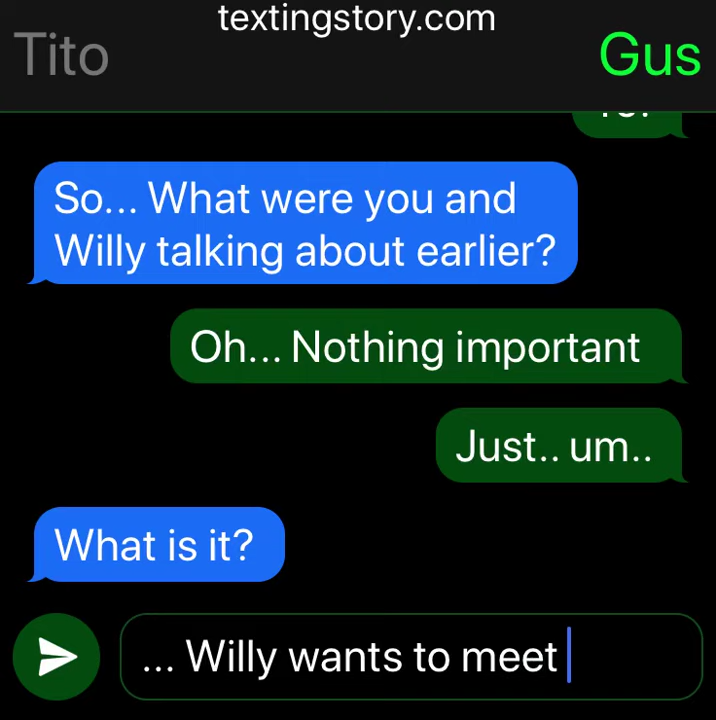 textingstory.com
Tito
Gus
So... What were you and
Willy talking about earlier?
Oh... Nothing important
Just.. um..
What is it?
... Willy wants to meet